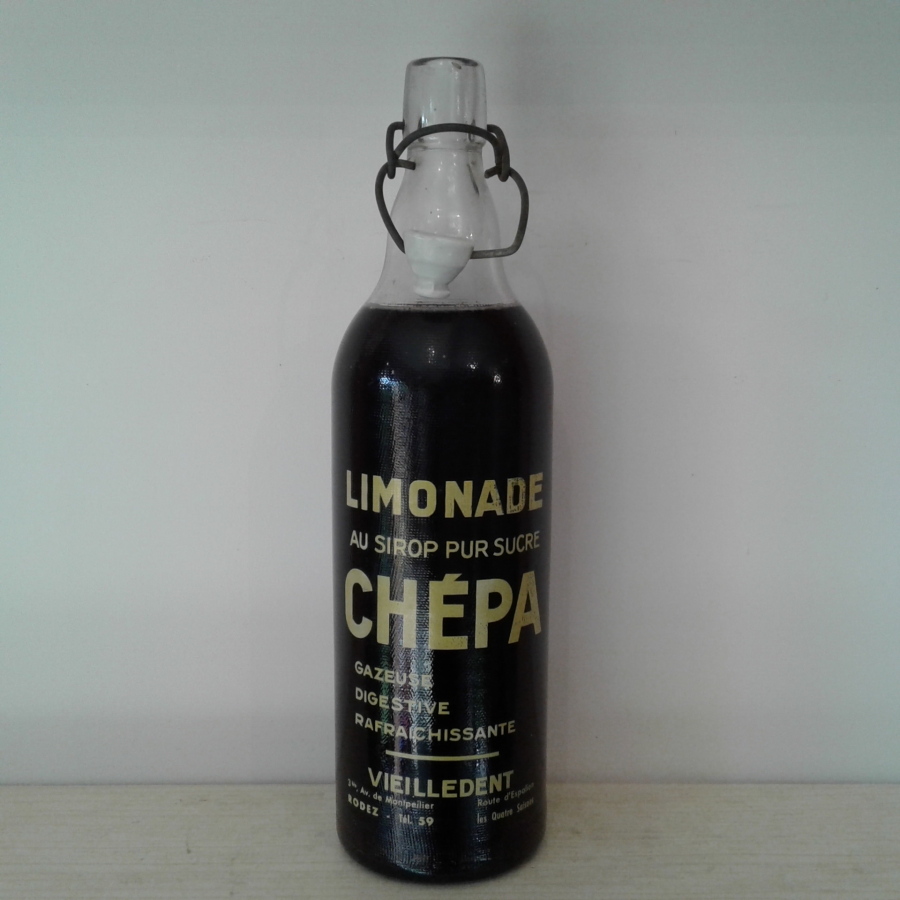 LIMONADE
AU SIROP PUR SUCRE
CHÉPA
GAZEUSE
DIGESTIVE
RAFRAÎCHISSANTE
VIEILLEDENT
Av. de Montpellier
RODEZ - Tél. 59
Route d'Espalion
les Quatre Saisons